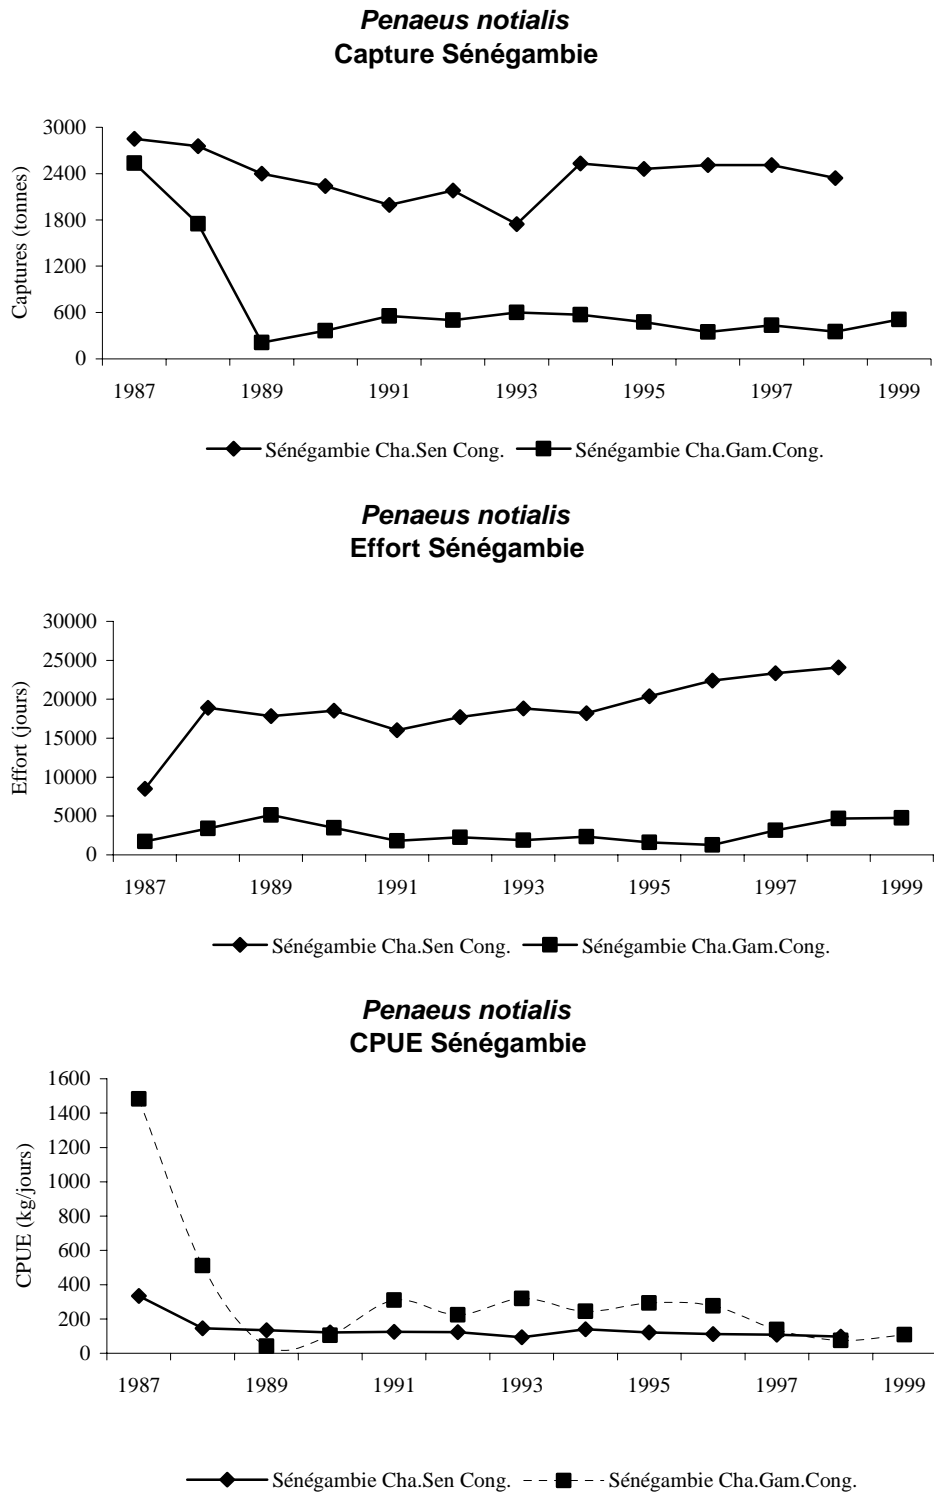 Penaeus notialis
Capture Sénégambie
Captures (tonnes)
3000
2400
1800
1200
600
0
1987 1989 1991 1993 1995 1997 1999
Sénégambie Cha.Sen Cong. Sénégambie Cha.Gam.Cong.
Penaeus notialis
Effort Sénégambie
Effort (jours)
30000
25000
20000
15000
10000
5000
0
1987 1989 1991 1993 1995 1997 1999
Sénégambie Cha.Sen Cong. Sénégambie Cha.Gam.Cong.
Penaeus notialis
CPUE Sénégambie
CPUE (kg/jours)
1600
1400
1200
1000
800
600
400
200
0
1987 1989 1991 1993 1995 1997 1999
Sénégambie Cha.Sen Cong. Sénégambie Cha.Gam.Cong.